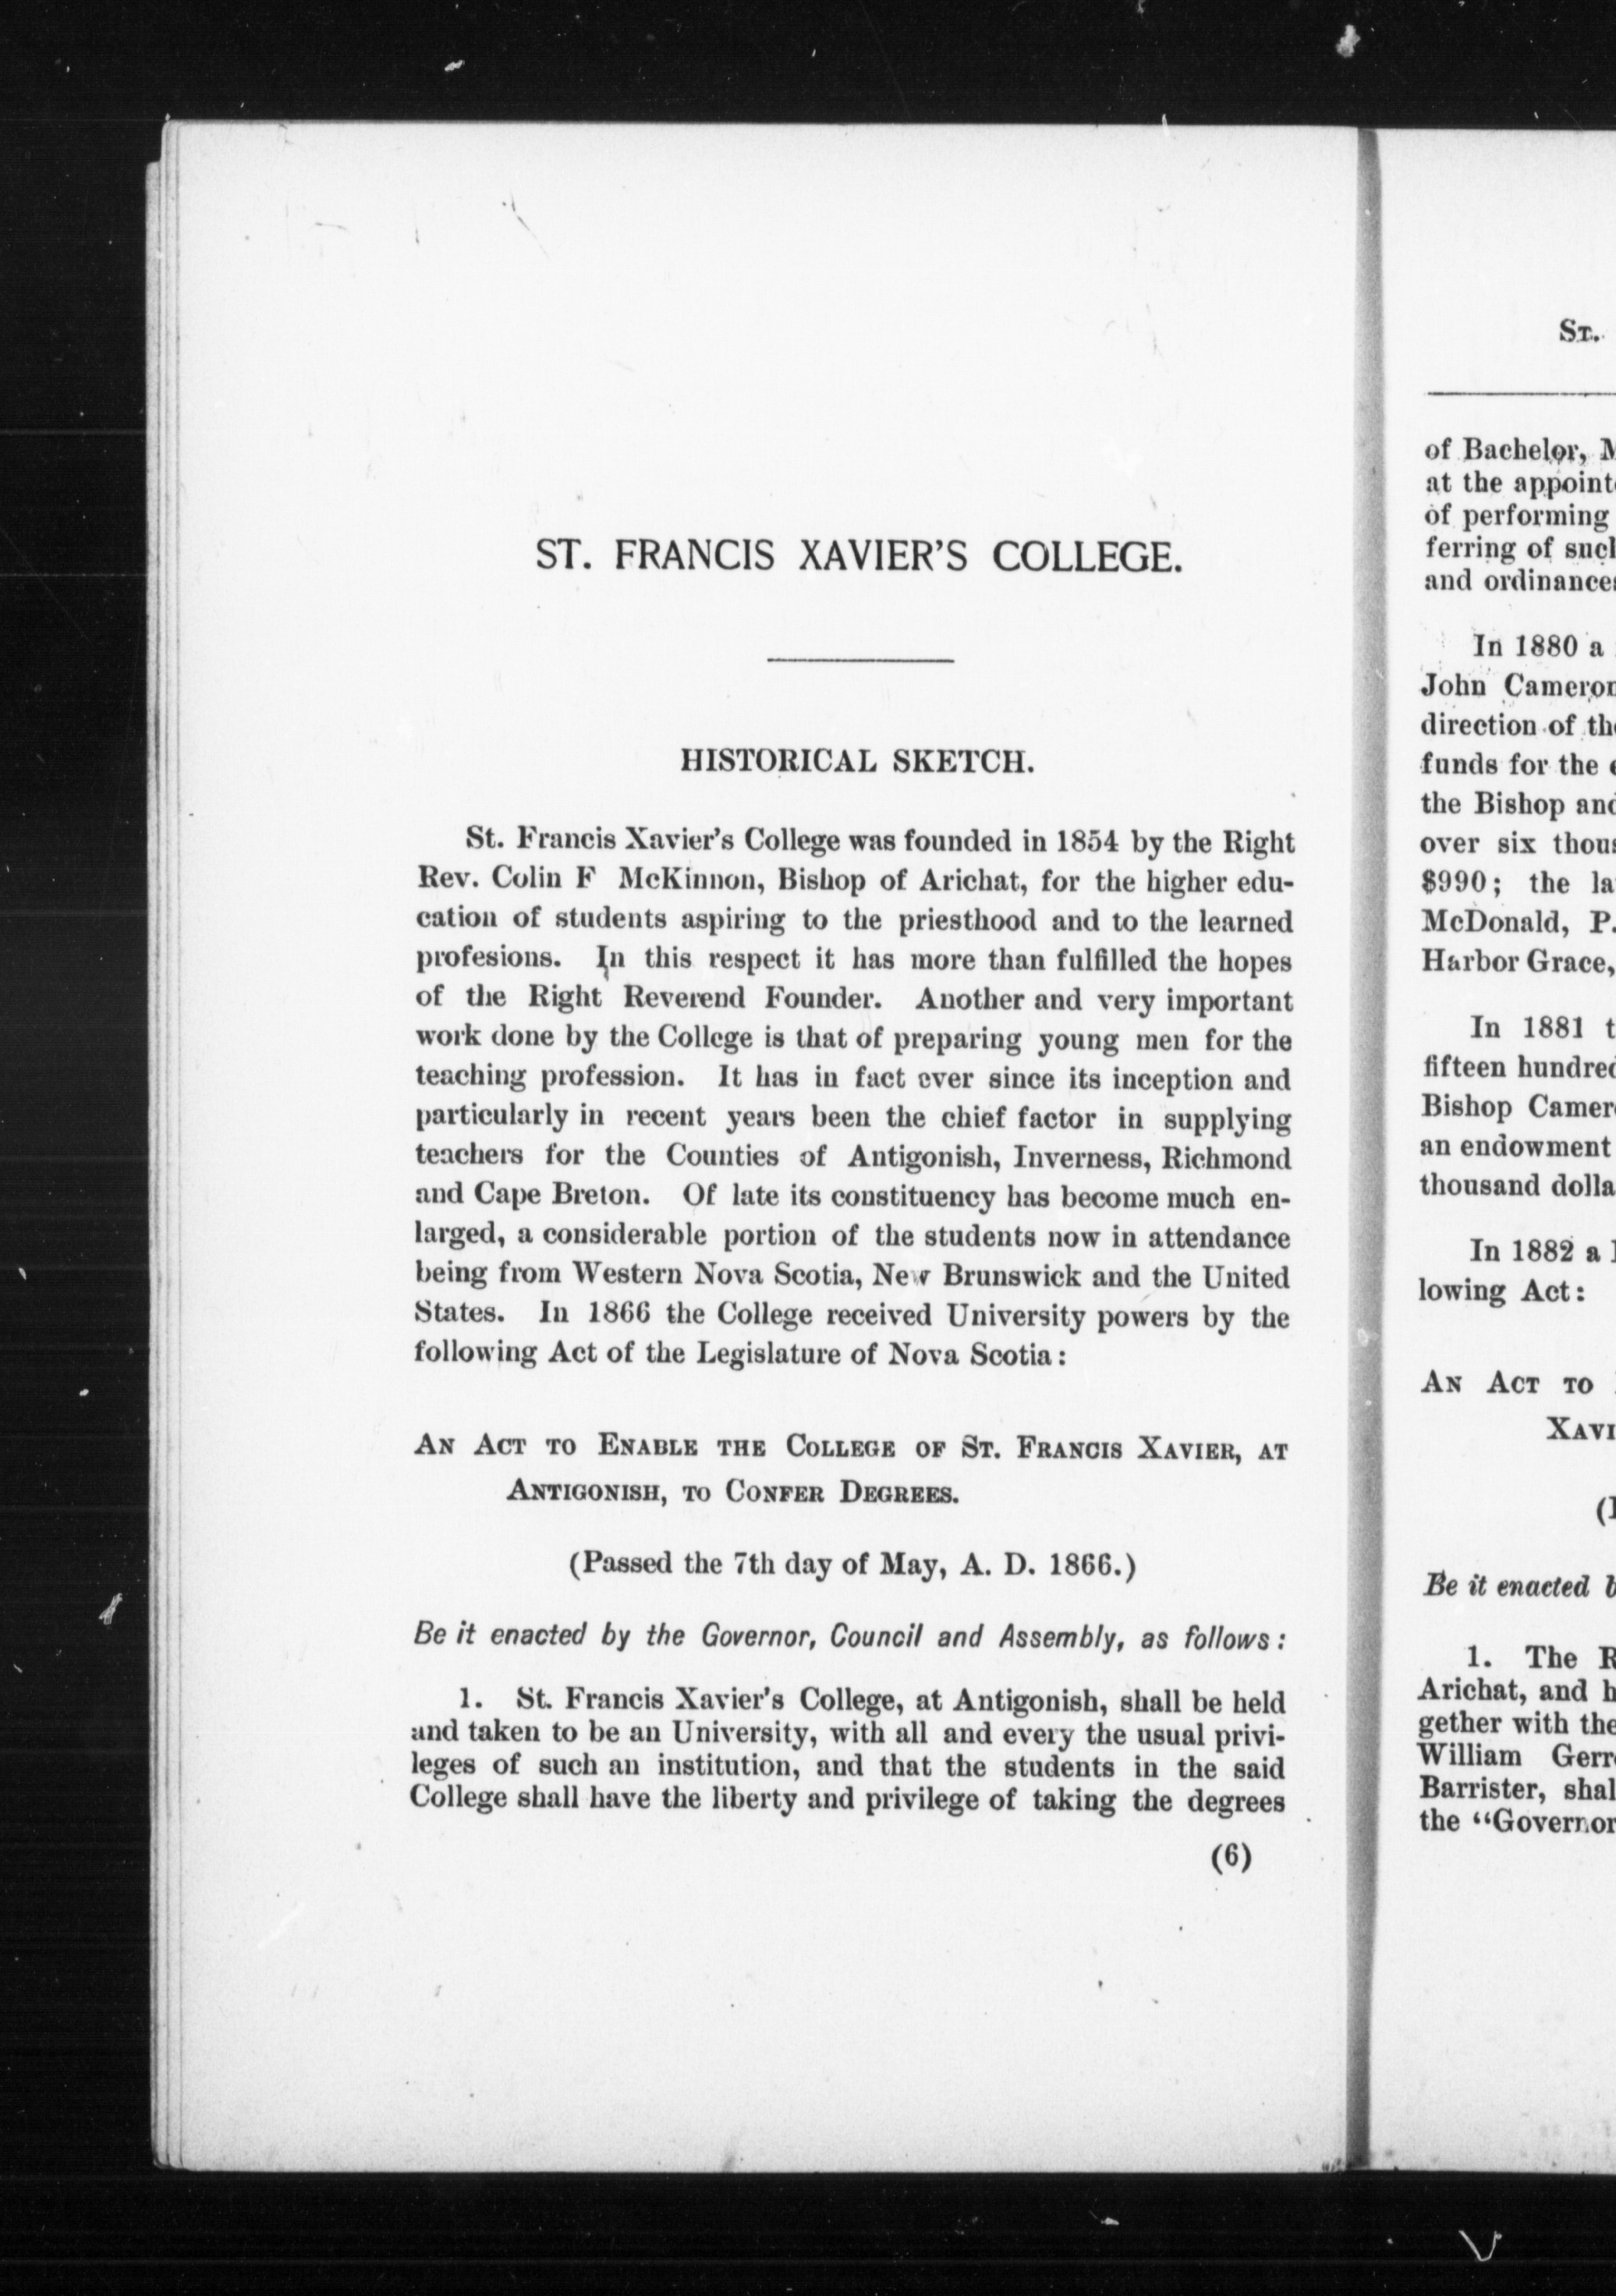 ST. FRANCIS XAVIER'S COLLEGE.
HISTORICAL SKETCH.
St. Francis Xavier's College was founded in 1854 by the Right
Rev. Colin F McKinnon, Bishop of Arichat, for the higher edu-
cation of students aspiring to the priesthood and to the learned
profesions. In this respect it has more than fulfilled the hopes
of the Right Reverend Founder. Another and very important
work done by the College is that of preparing young men for the
teaching profession. It has in fact ever since its inception and
particularly in recent years been the chief factor in supplying
teachers for the Counties of Antigonish, Inverness, Richmond
and Cape Breton. Of late its constituency has become much en-
larged, a considerable portion of the students now in attendance
being from Western Nova Scotia, New Brunswick and the United
States. In 1866 the College received University powers by the
following Act of the Legislature of Nova Scotia:
AN ACT TO ENABLE THE COLLEGE OF ST. FRANCIS XAVIER, AT
ANTIGONISH, TO CONFER DEGREES.
(Passed the 7th day of May, A. D. 1866.)
Be it enacted by the Governor, Council and Assembly, as follows:
1. St. Francis Xavier's College, at Antigonish, shall be held
and taken to be an University, with all and every the usual privi-
leges of such an institution, and that the students in the said
College shall have the liberty and privilege of taking the degrees
(6)
ST.
of Bachelor,
at the
of performing
ferring of
and
In 1880 a
John
direction of
funds for the
the Bishop
over six
$990; the
McDonald, P.
Harbor Grace,
In 1881
fifteen
Bishop
an endowment
thousand
In 1882 a
lowing Act:
AN ACT TO
Be it enacted
1. The
Arichat, and
gether with
William
Barrister,
the